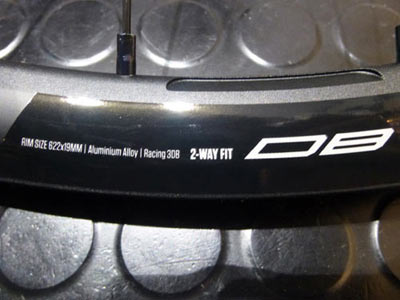 RIM SIZE 622x19MM | Aluminium Alloy | Racing 3DB 2-WAY FIT DB